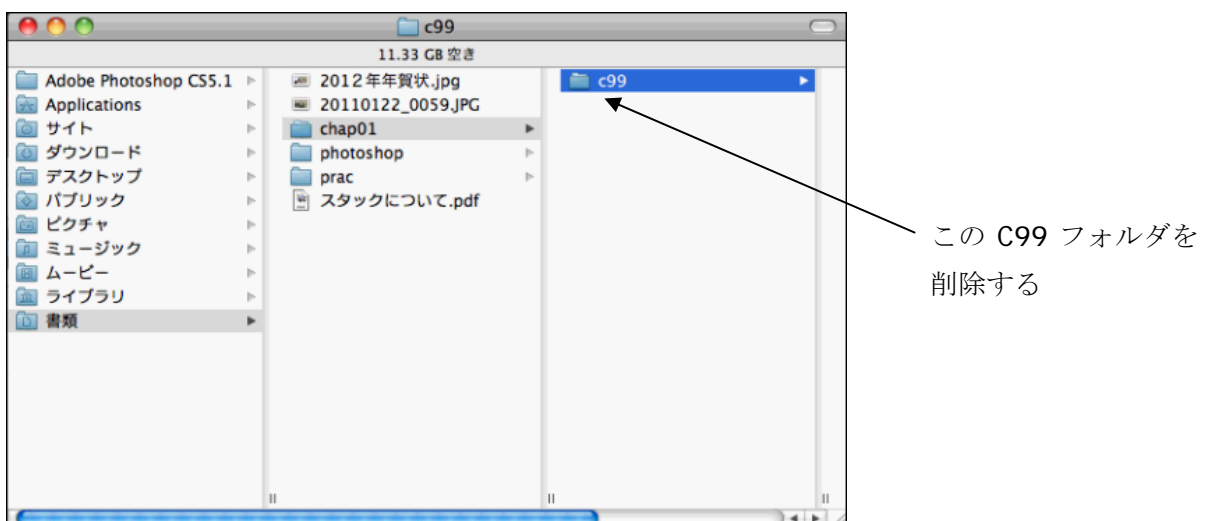 c99
11.33 GB 空き
Adobe Photoshop CS5.1
Applications
サイト
ダウンロード
デスクトップ
パブリック
ピクチャ
ミュージック
ムービー
ライブラリ
書類
2012年年賀状.jpg
20110122_0059.JPG
chap01
photoshop
prac
スタックについて.pdf
c99
この C99 フォルダを
削除する